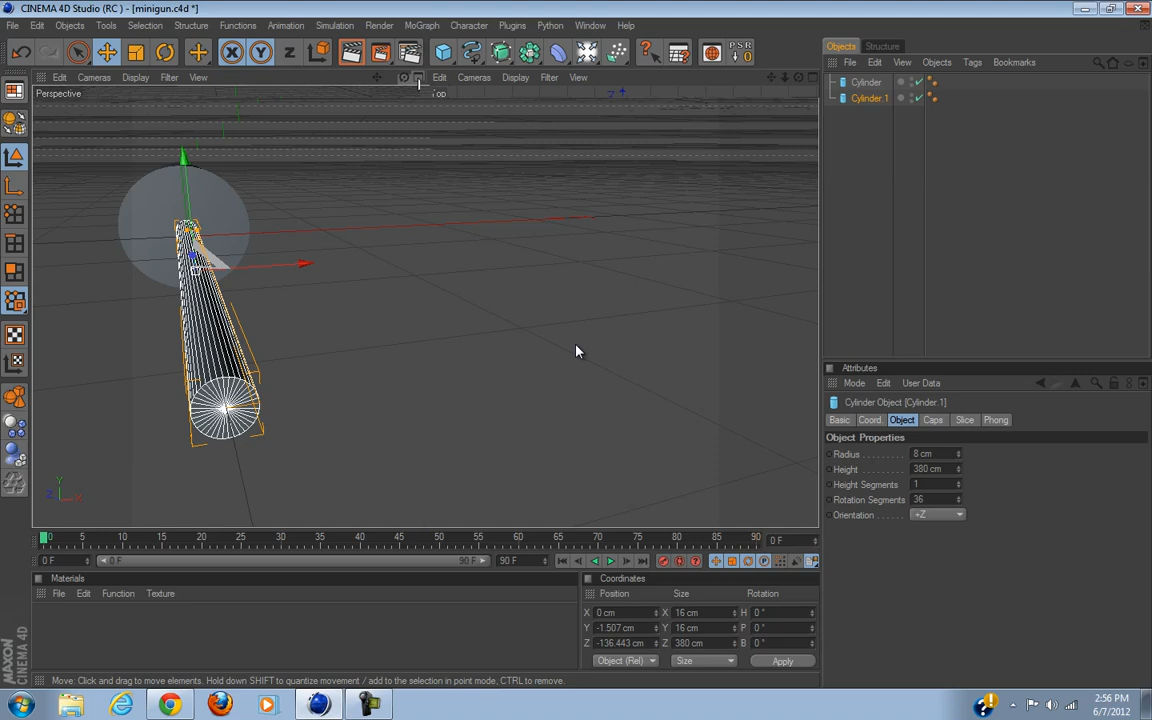 CINEMA 4D Studio (RC ) - [minigun.c4d *]
File Edit Objects Tools Selection Structure Functions Animation Simulation Render MoGraph Character Plugins Python Window Help
X Y Z PSR 0
Objects Structure
File Edit View Objects Tags Bookmarks
Edit Cameras Display Filter View
Edit Cameras Display Filter View
Perspective
Top
Z
Cylinder
Cylinder.1
Attributes
Mode Edit User Data
Cylinder Object [Cylinder.1]
Basic Coord. Object Caps Slice Phong
Object Properties
Radius 8 cm
Height 380 cm
Height Segments 1
Rotation Segments 36
Orientation +Z
Y
Z X
0 5 10 15 20 25 30 35 40 45 50 55 60 65 70 75 80 85 90 0 F
0 F 0 F 90 F 90 F
Materials
File Edit Function Texture
Coordinates
Position Size Rotation
X 0 cm X 16 cm H 0 °
Y -1.507 cm Y 16 cm P 0 °
Z -136.443 cm Z 380 cm B 0 °
Object (Rel) Size Apply
MAXON
CINEMA 4D
Move: Click and drag to move elements. Hold down SHIFT to quantize movement / add to the selection in point mode, CTRL to remove.
2:56 PM
6/7/2012